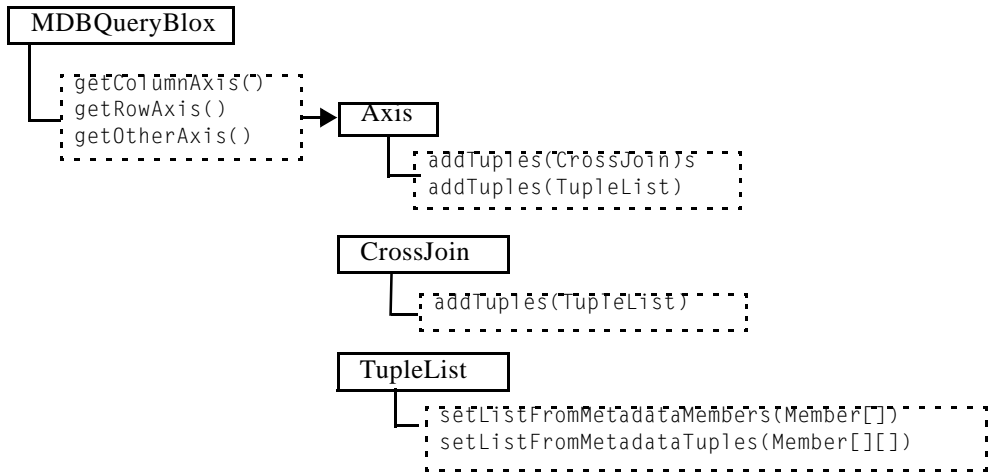 MDBQueryBlox
getColumnAxis()
getRowAxis()
getOtherAxis()
Axis
addTuples(CrossJoin)s
addTuples(TupleList)
CrossJoin
addTuples(TupleList)
TupleList
setListFromMetadataMembers(Member[])
setListFromMetadataTuples(Member[][])